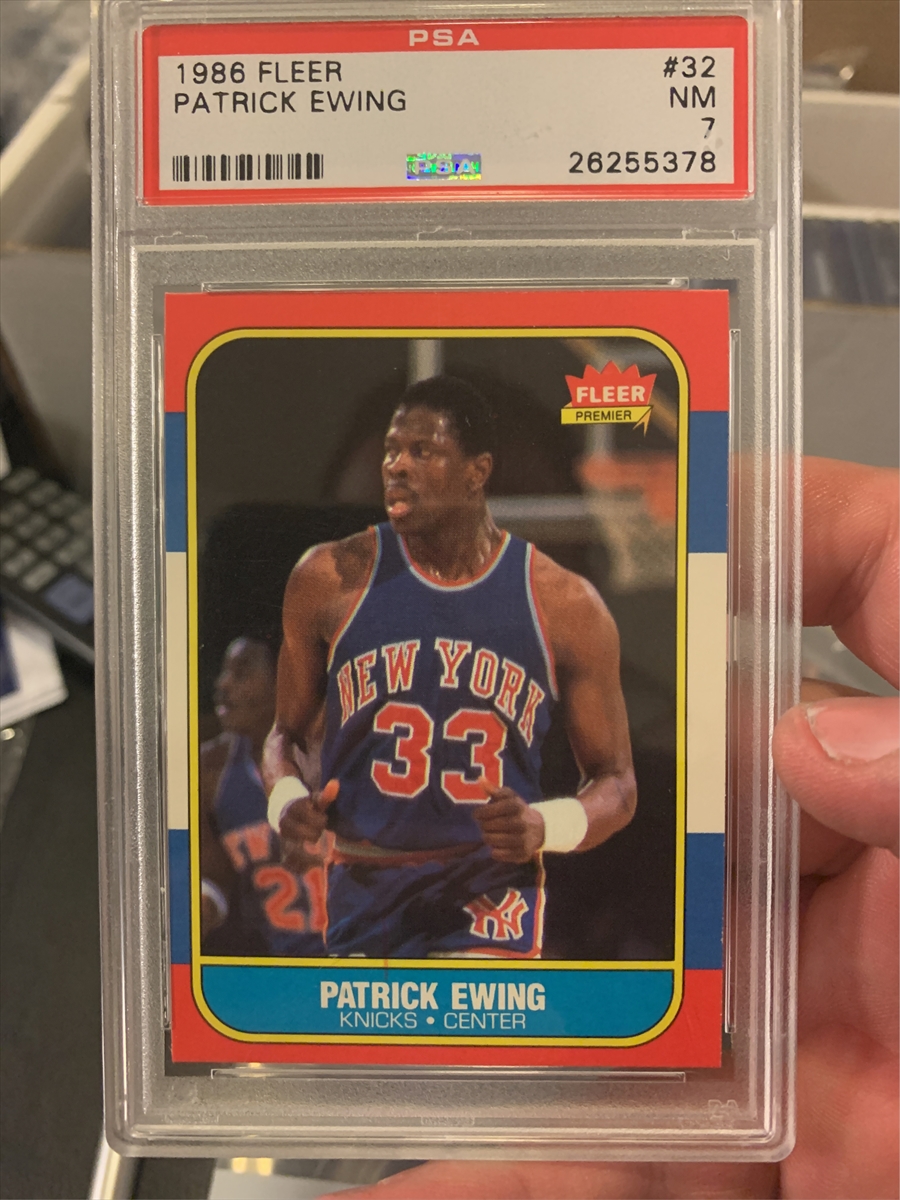 PSA
1986 FLEER #32
PATRICK EWING NM
7
26255378
FLEER
PREMIER
NEW YORK
33
21
NY
PATRICK EWING
KNICKS • CENTER